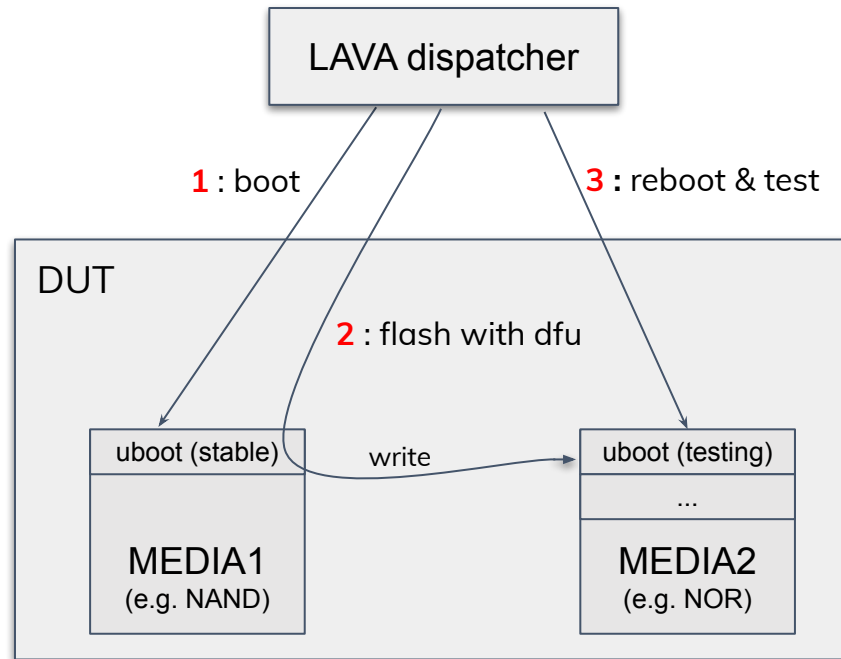 LAVA dispatcher
1 : boot
3 : reboot & test
DUT
2 : flash with dfu
uboot (stable)
write
uboot (testing)
...
MEDIA1
(e.g. NAND)
MEDIA2
(e.g. NOR)